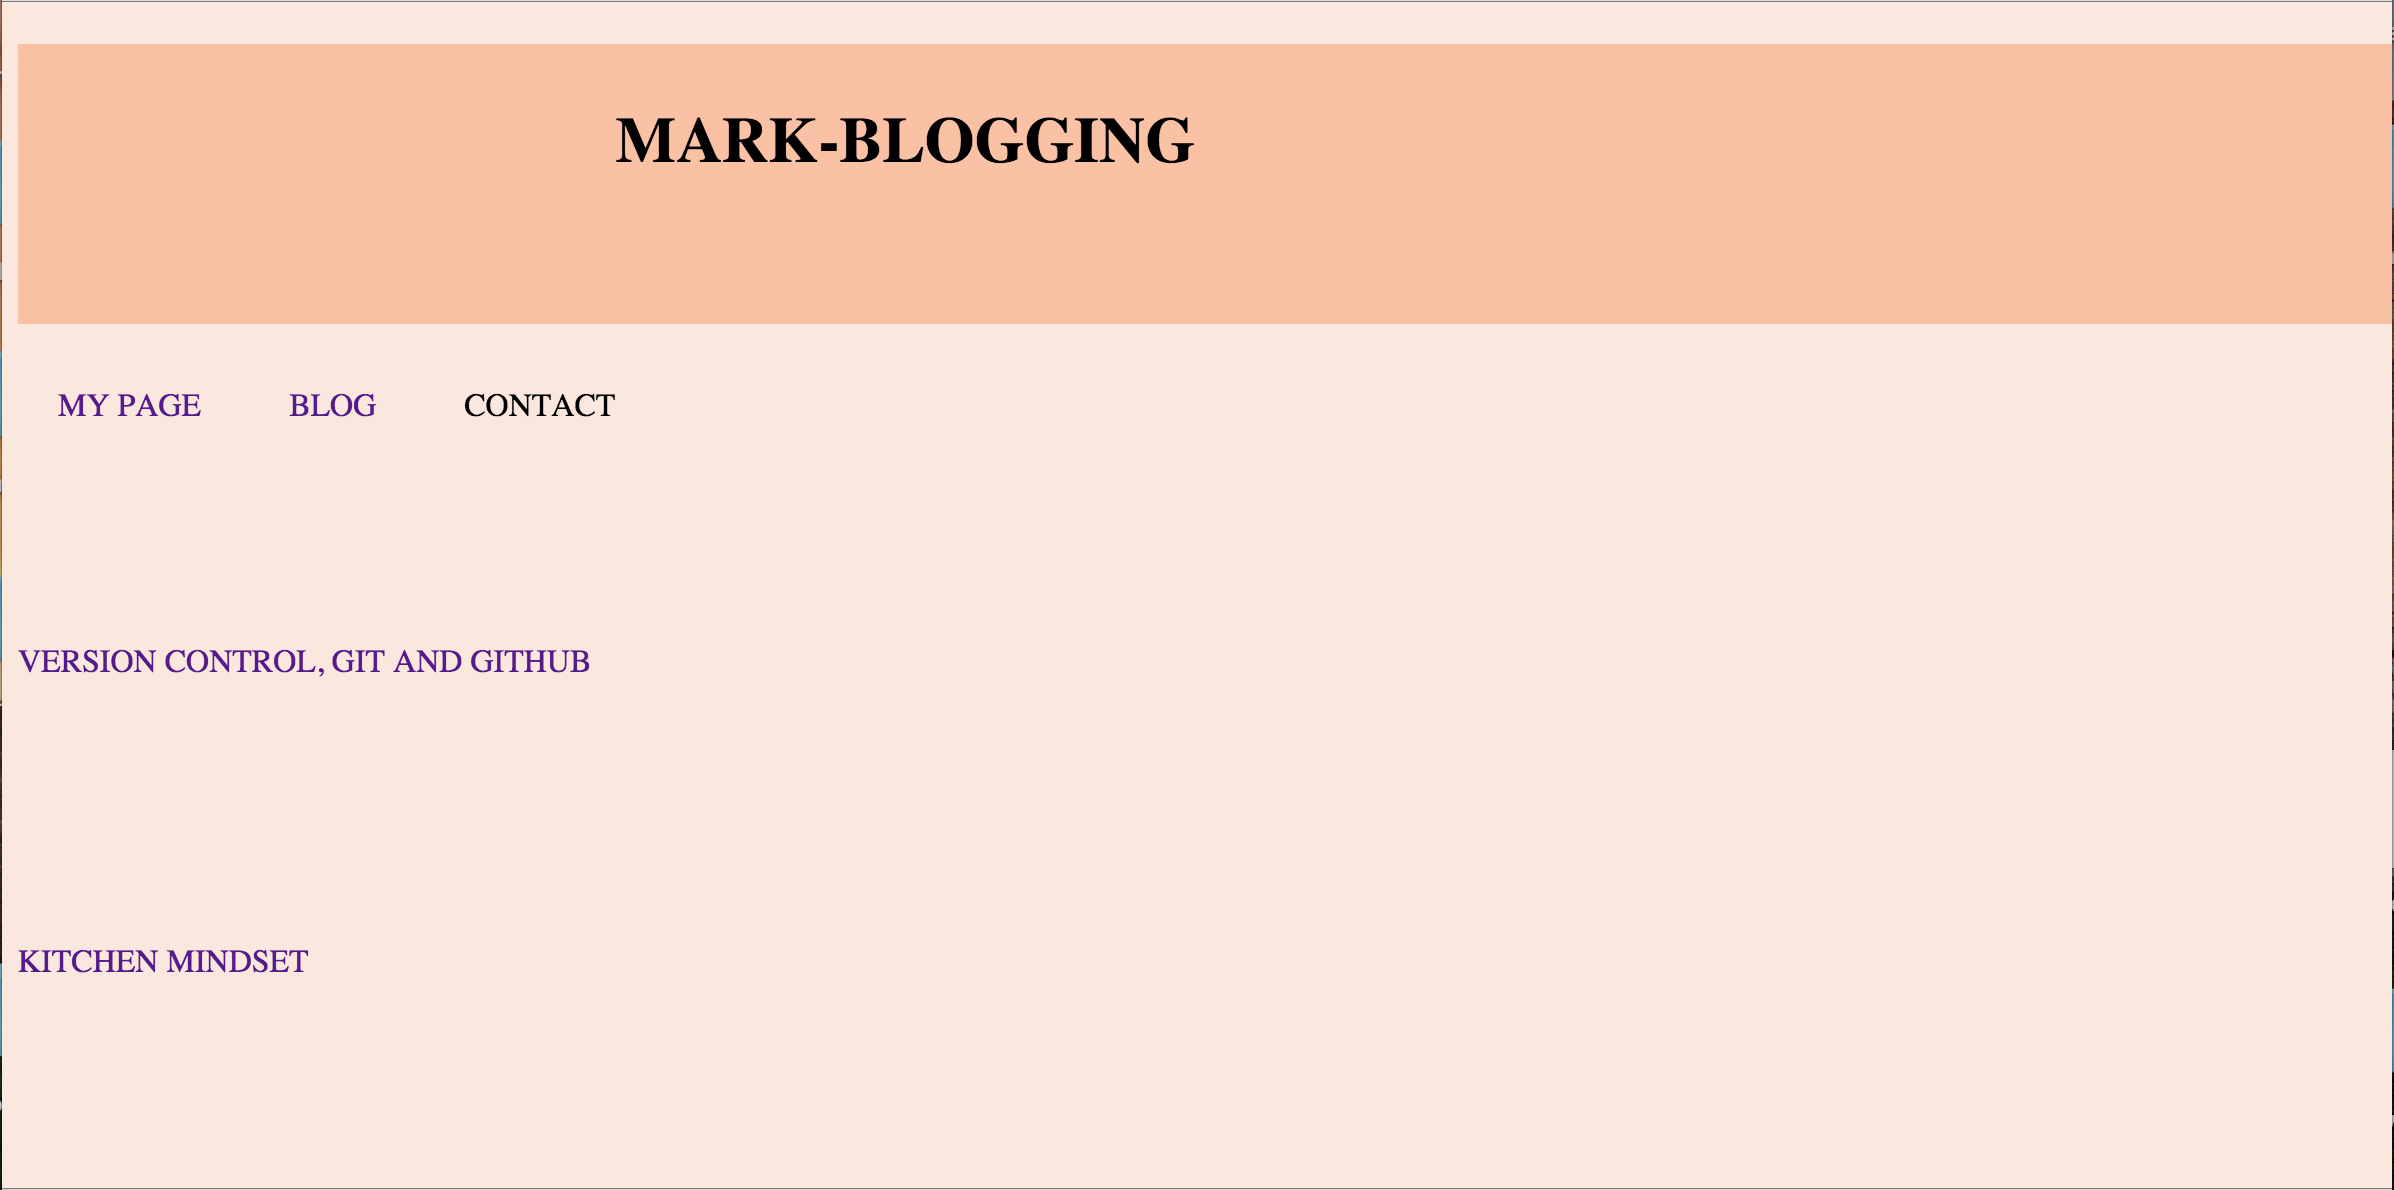 MARK-BLOGGING
MY PAGE BLOG CONTACT
VERSION CONTROL, GIT AND GITHUB
KITCHEN MINDSET